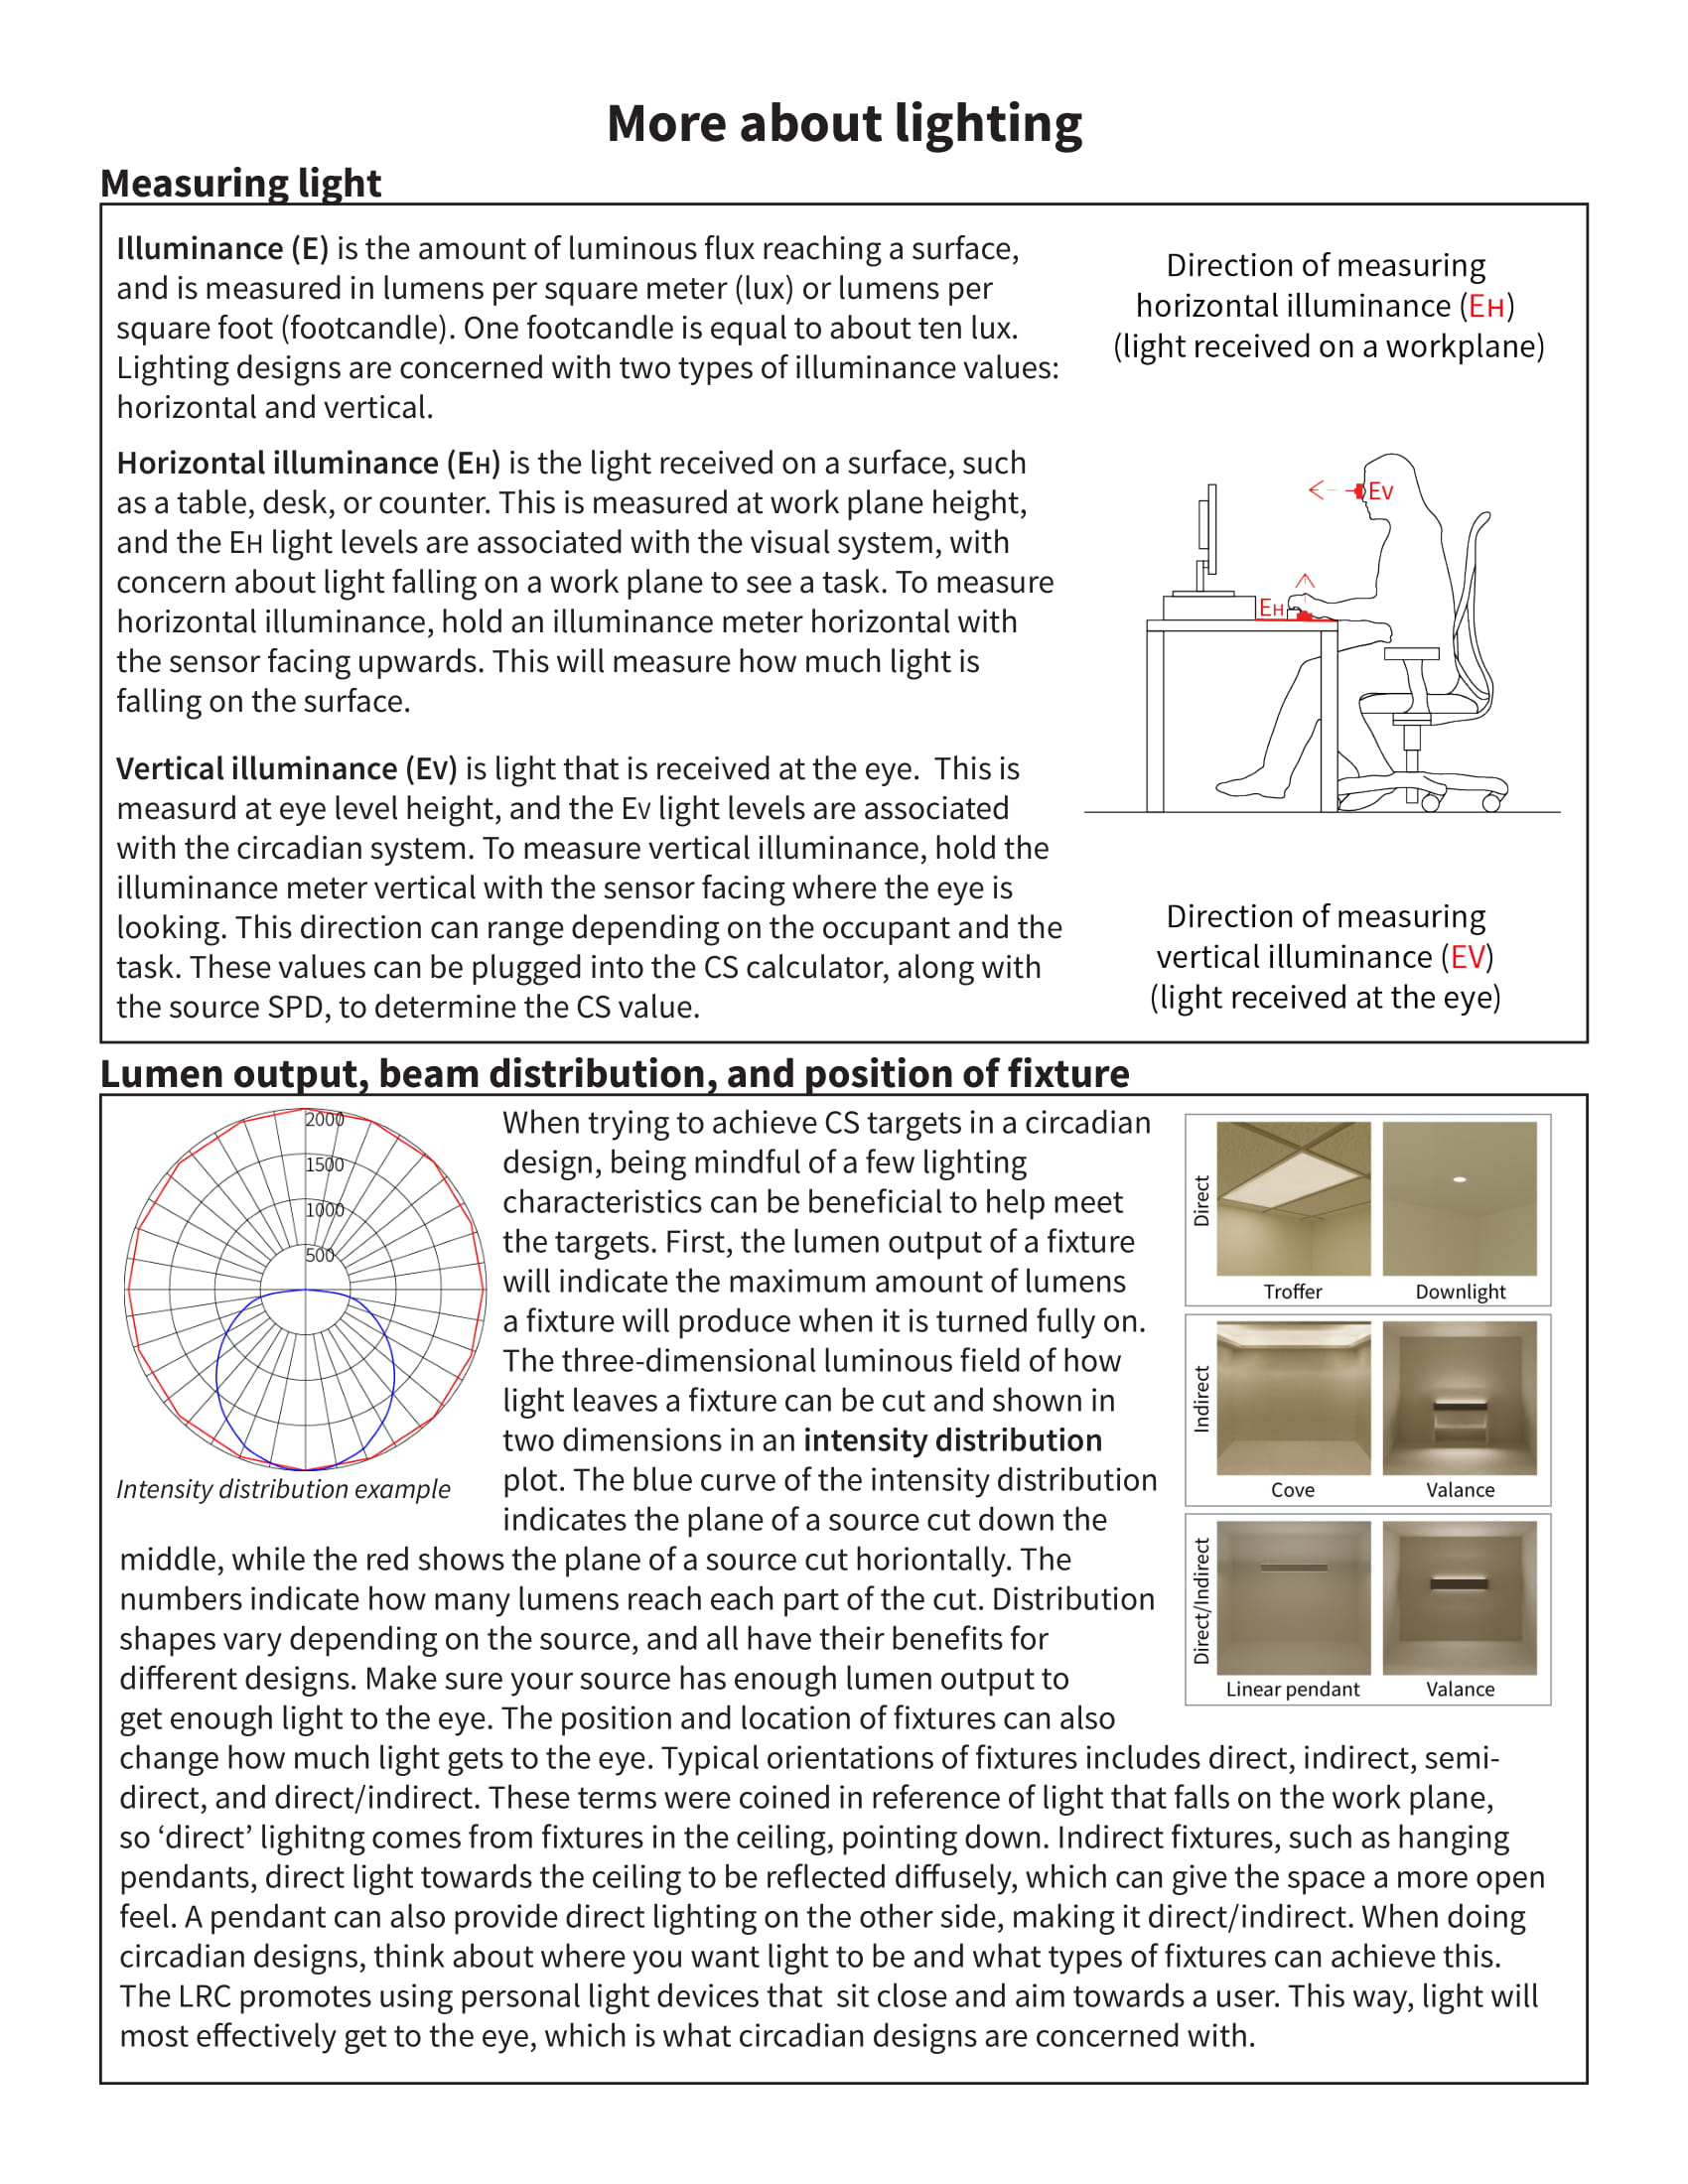 More about lighting
Measuring light
Illuminance (E) is the amount of luminous flux reaching a surface,
and is measured in lumens per square meter (lux) or lumens per
square foot (footcandle). One footcandle is equal to about ten lux.
Lighting designs are concerned with two types of illuminance values:
horizontal and vertical.
Horizontal illuminance (EH) is the light received on a surface, such
as a table, desk, or counter. This is measured at work plane height,
and the EH light levels are associated with the visual system, with
concern about light falling on a work plane to see a task. To measure
horizontal illuminance, hold an illuminance meter horizontal with
the sensor facing upwards. This will measure how much light is
falling on the surface.
Vertical illuminance (EV) is light that is received at the eye.  This is
measurd at eye level height, and the EV light levels are associated
with the circadian system. To measure vertical illuminance, hold the
illuminance meter vertical with the sensor facing where the eye is
looking. This direction can range depending on the occupant and the
task. These values can be plugged into the CS calculator, along with
the source SPD, to determine the CS value.
Direction of measuring
horizontal illuminance (EH)
(light received on a workplane)
EV
EH
Direction of measuring
vertical illuminance (EV)
(light received at the eye)
Lumen output, beam distribution, and position of fixture
2000
1500
1000
500
Intensity distribution example
When trying to achieve CS targets in a circadian
design, being mindful of a few lighting
characteristics can be beneficial to help meet
the targets. First, the lumen output of a fixture
will indicate the maximum amount of lumens
a fixture will produce when it is turned fully on.
The three-dimensional luminous field of how
light leaves a fixture can be cut and shown in
two dimensions in an intensity distribution
plot. The blue curve of the intensity distribution
indicates the plane of a source cut down the
middle, while the red shows the plane of a source cut horiontally. The
numbers indicate how many lumens reach each part of the cut. Distribution
shapes vary depending on the source, and all have their benefits for
different designs. Make sure your source has enough lumen output to
get enough light to the eye. The position and location of fixtures can also
change how much light gets to the eye. Typical orientations of fixtures includes direct, indirect, semi-
direct, and direct/indirect. These terms were coined in reference of light that falls on the work plane,
so ‘direct’ lighitng comes from fixtures in the ceiling, pointing down. Indirect fixtures, such as hanging
pendants, direct light towards the ceiling to be reflected diffusely, which can give the space a more open
feel. A pendant can also provide direct lighting on the other side, making it direct/indirect. When doing
circadian designs, think about where you want light to be and what types of fixtures can achieve this.
The LRC promotes using personal light devices that  sit close and aim towards a user. This way, light will
most effectively get to the eye, which is what circadian designs are concerned with.
Direct
Troffer
Downlight
Indirect
Cove
Valance
Direct/Indirect
Linear pendant
Valance